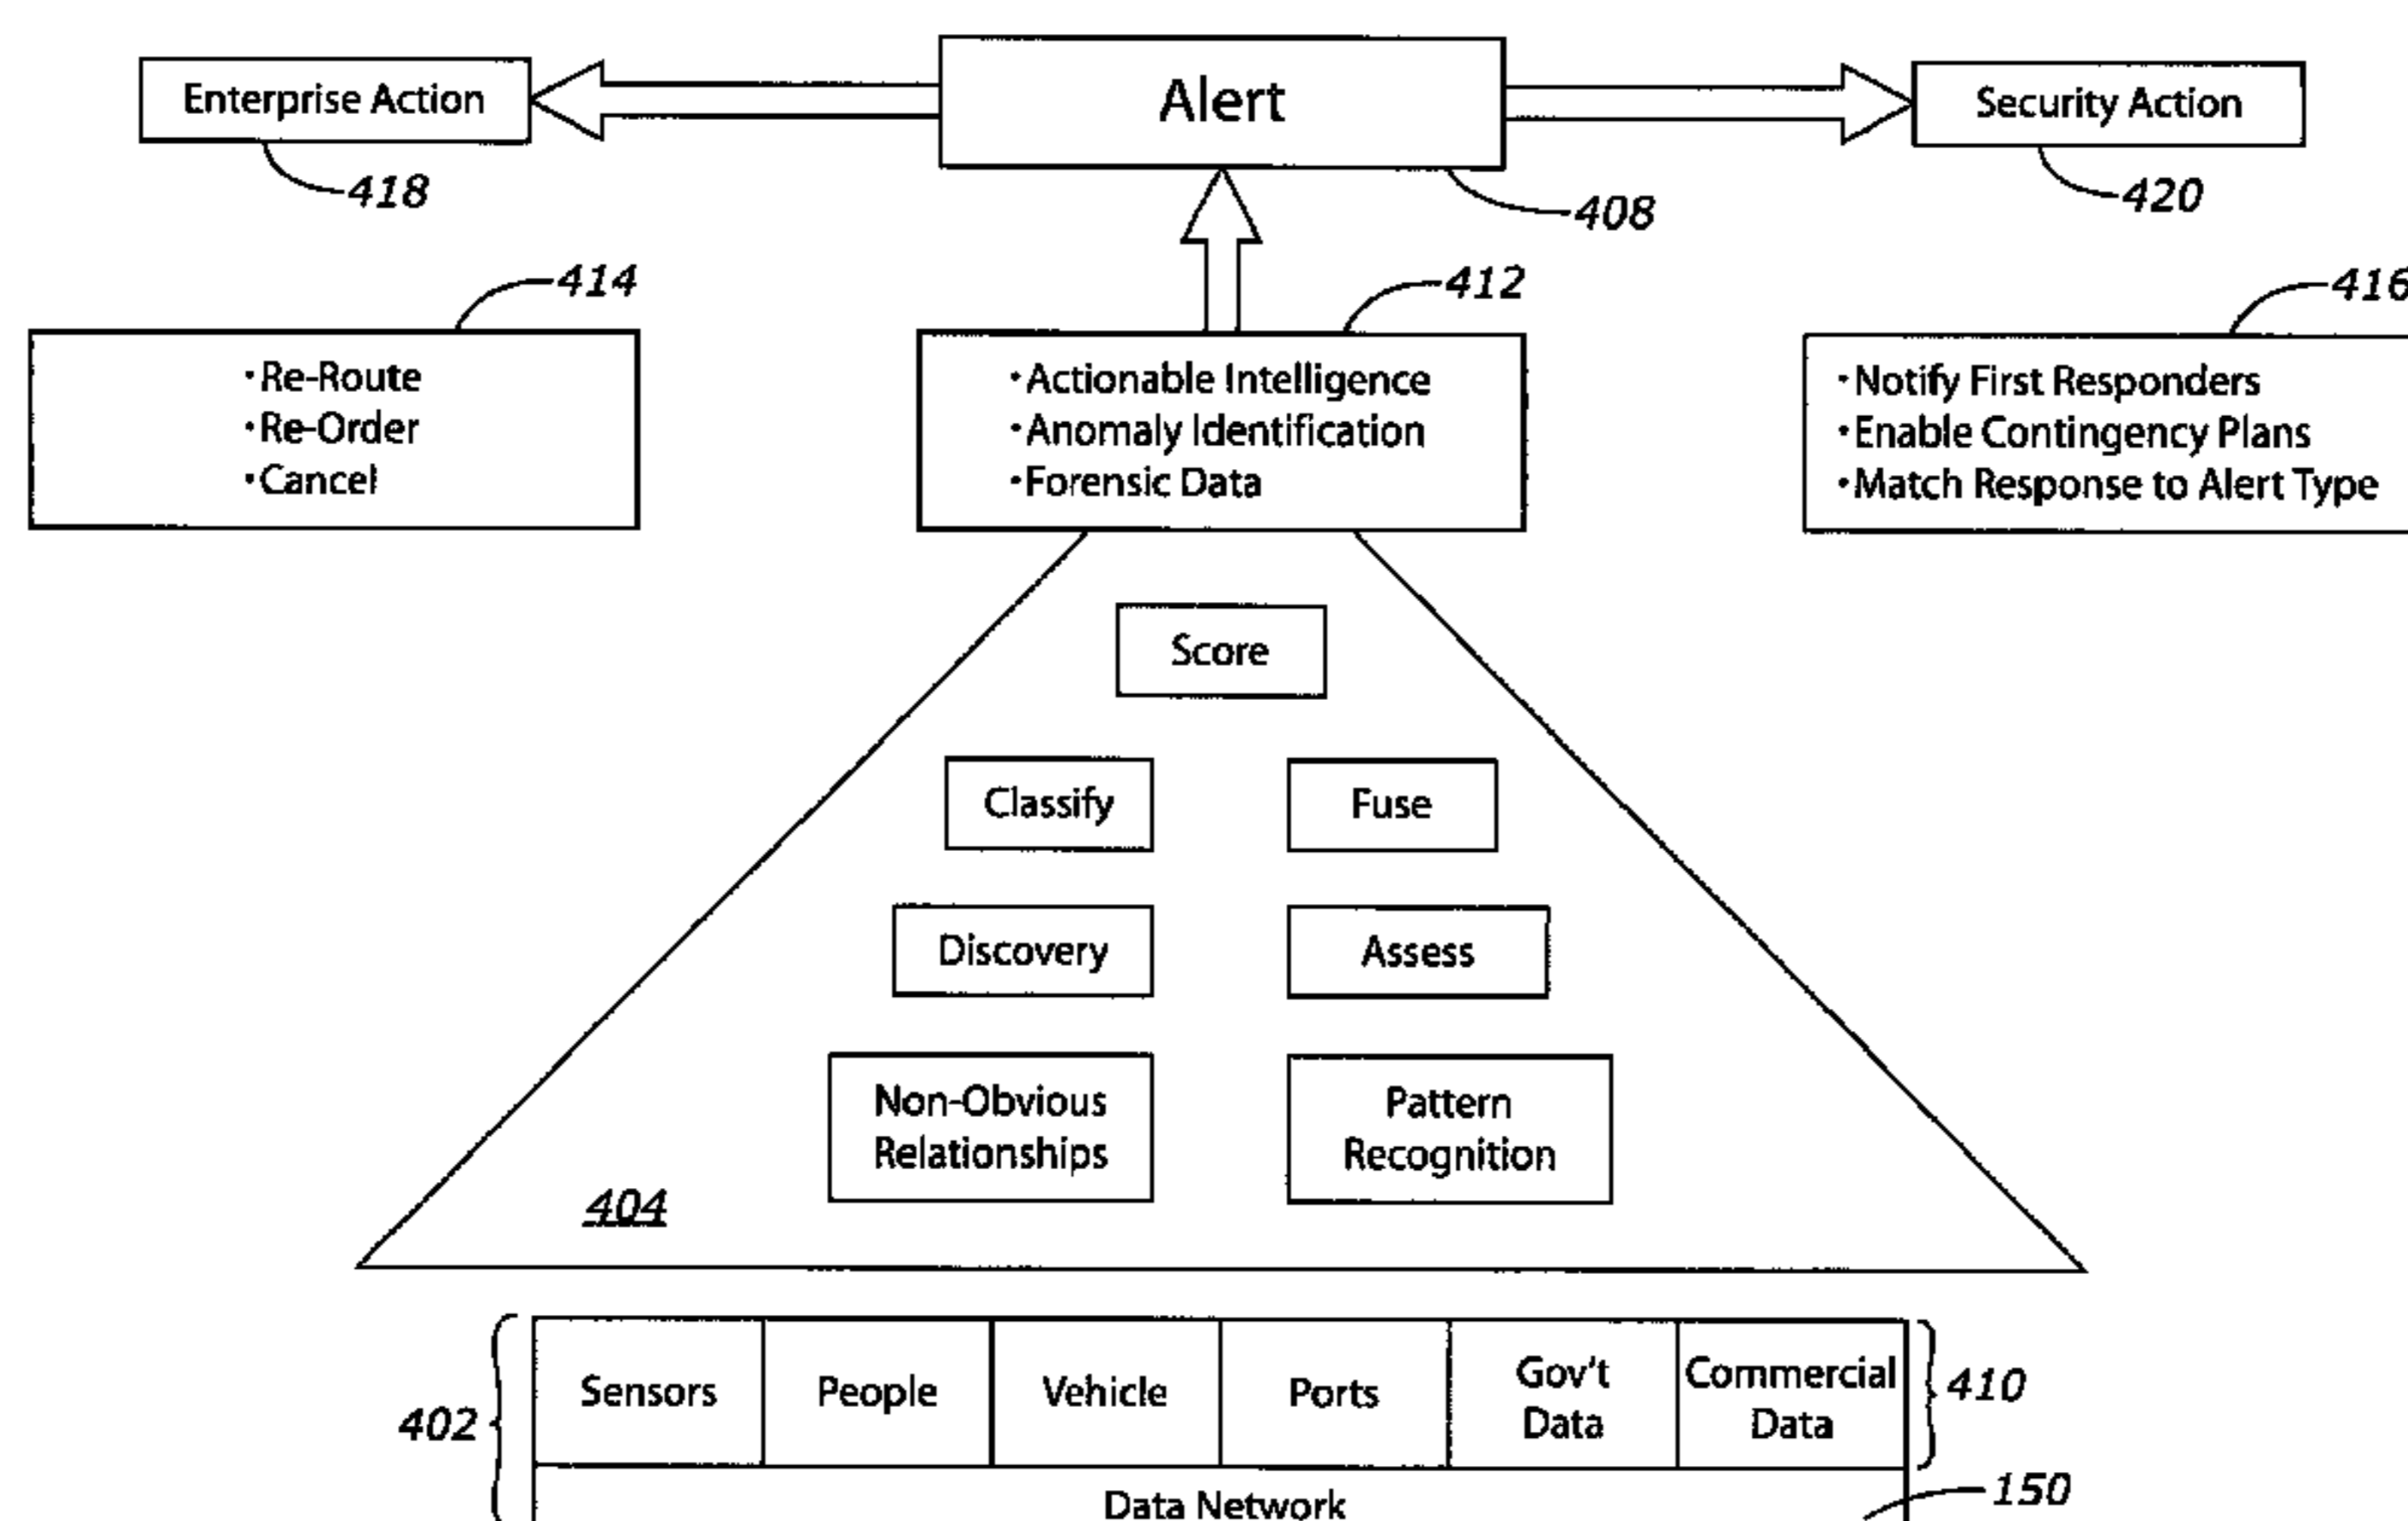 Enterprise Action
Alert
Security Action
418
408
420
414
412
416
·Re-Route
·Re-Order
·Cancel
·Actionable Intelligence
·Anomaly Identification
·Forensic Data
·Notify First Responders
·Enable Contingency Plans
·Match Response to Alert Type
Score
Classify
Fuse
Discovery
Assess
Non-Obvious
Relationships
Pattern
Recognition
404
402
Sensors
People
Vehicle
Ports
Gov't
Data
Commercial
Data
410
Data Network
150